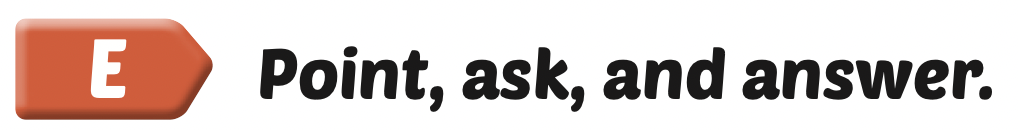 E Point, ask, and answer.